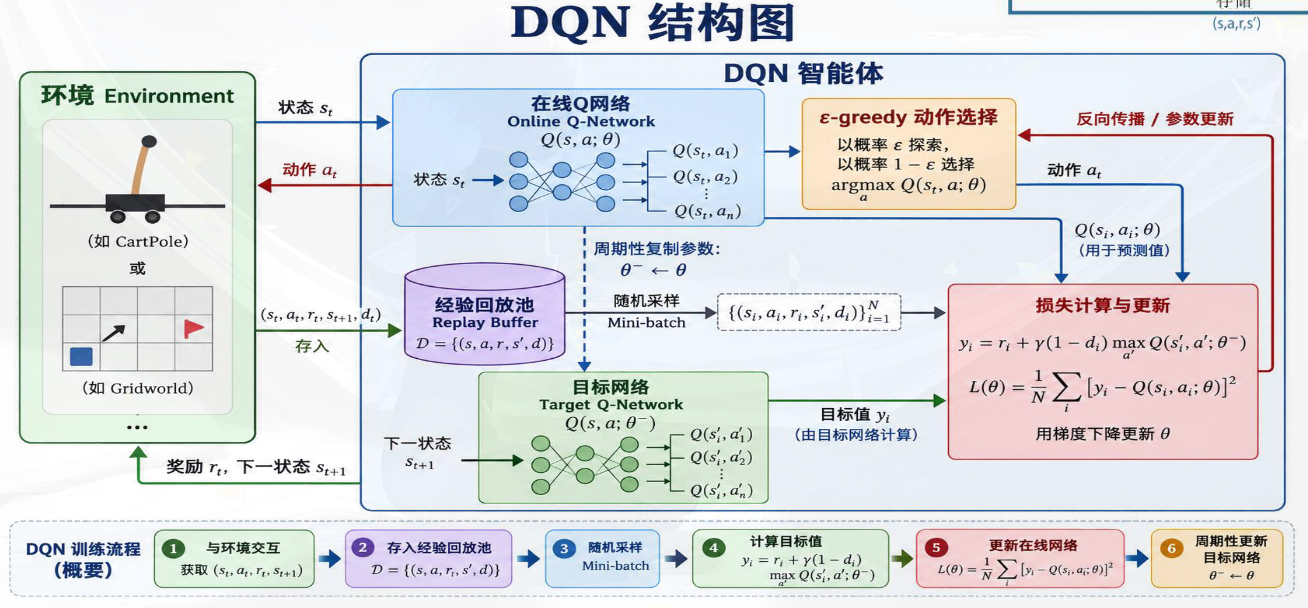 DQN 结构图
存储
(s,a,r,s′)
环境 Environment
(如 CartPole)
或
(如 Gridworld)
...
状态 s_t
动作 a_t
(s_t, a_t, r_t, s_{t+1}, d_t)
存入
奖励 r_t, 下一状态 s_{t+1}
DQN 智能体
在线Q网络
Online Q-Network
Q(s, a; θ)
状态 s_t
Q(s_t, a_1)
Q(s_t, a_2)
⋮
Q(s_t, a_n)
ε-greedy 动作选择
以概率 ε 探索,
以概率 1 − ε 选择
argmax_a Q(s_t, a; θ)
反向传播 / 参数更新
动作 a_t
Q(s_i, a_i; θ)
(用于预测值)
周期性复制参数:
θ⁻ ← θ
经验回放池
Replay Buffer
𝒟 = {(s, a, r, s′, d)}
随机采样
Mini-batch
{(s_i, a_i, r_i, s′_i, d_i)}_{i=1}^N
损失计算与更新
y_i = r_i + γ(1 − d_i) max_{a′} Q(s′_i, a′; θ⁻)
L(θ) = 1/N ∑_i [y_i − Q(s_i, a_i; θ)]²
用梯度下降更新 θ
目标网络
Target Q-Network
Q(s, a; θ⁻)
下一状态
s_{t+1}
Q(s′_i, a′_1)
Q(s′_i, a′_2)
⋮
Q(s′_i, a′_n)
目标值 y_i
(由目标网络计算)
DQN 训练流程
(概要)
1 与环境交互
获取 (s_t, a_t, r_t, s_{t+1})
2 存入经验回放池
𝒟 = {(s, a, r, s′, d)}
3 随机采样
Mini-batch
4 计算目标值
y_i = r_i + γ(1 − d_i)
max_{a′} Q(s′_i, a′; θ⁻)
5 更新在线网络
L(θ) = 1/N ∑_i [y_i − Q(s_i, a_i; θ)]²
6 周期性更新
目标网络
θ⁻ ← θ